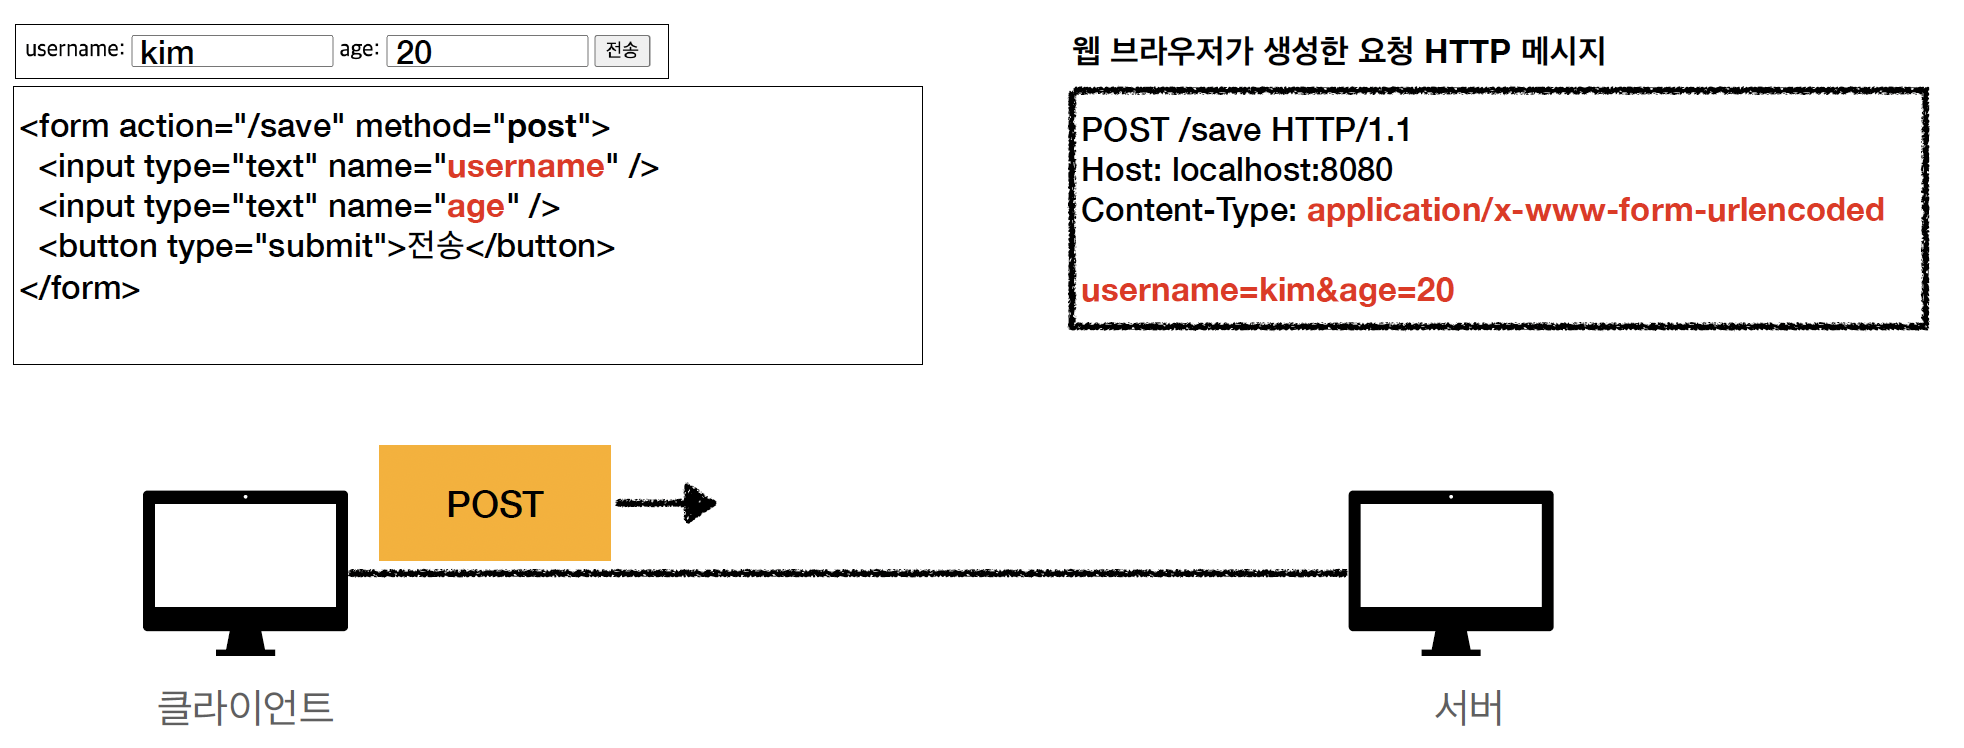 username: kim age: 20 전송
<form action="/save" method="post">
<input type="text" name="username" />
<input type="text" name="age" />
<button type="submit">전송</button>
</form>
웹 브라우저가 생성한 요청 HTTP 메시지
POST /save HTTP/1.1
Host: localhost:8080
Content-Type: application/x-www-form-urlencoded
username=kim&age=20
POST
클라이언트
서버